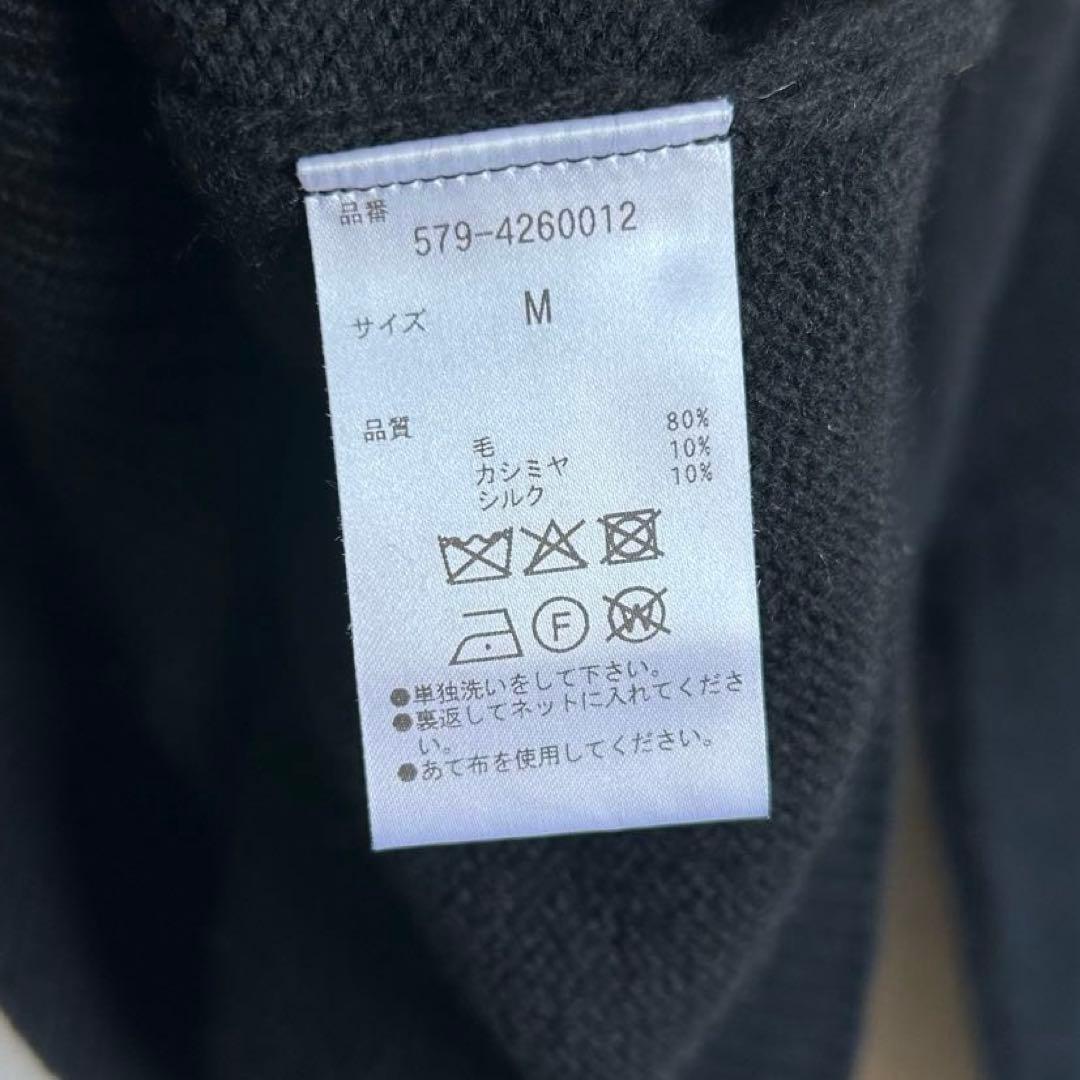 品番 579-4260012
サイズ M
品質 毛 80%
カシミヤ 10%
シルク 10%
F
W
●単独洗いをして下さい。
●裏返してネットに入れてくださ
い。
●あて布を使用してください。